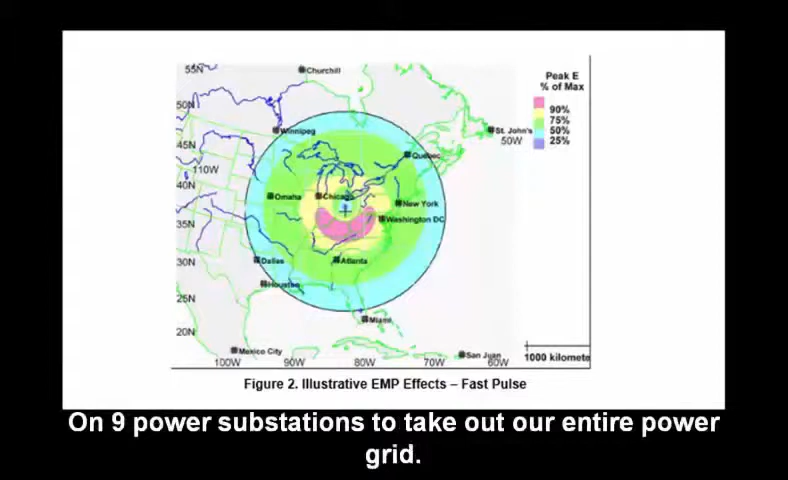 55N
Churchill
Peak E
% of Max
50N
90%
75%
50%
25%
Winnipeg
St. John's
50W
45N
110W
Quebec
40N
Omaha
Chicago
New York
35N
Washington DC
30N
Dallas
Atlanta
Houston
25N
20N
Miami
Mexico City
San Juan
1000 kilomete
100W 90W 80W 70W 60W
Figure 2. Illustrative EMP Effects – Fast Pulse
On 9 power substations to take out our entire power
grid.